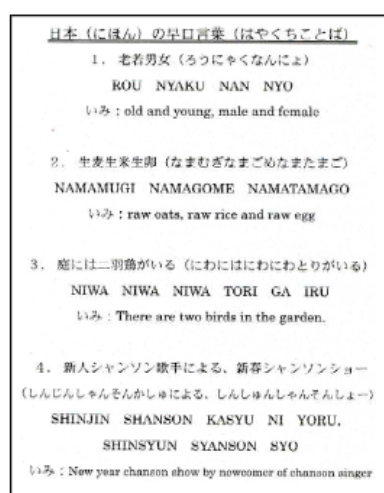 日本（にほん）の早口言葉（はやくちことば）
1. 老若男女（ろうにゃくなんにょ）
ROU NYAKU NAN NYO
いみ：old and young, male and female
2. 生麦生米生卵（なまむぎなまごめなまたまご）
NAMAMUGI NAMAGOME NAMATAMAGO
いみ：raw oats, raw rice and raw egg
3. 庭には二羽鶏がいる（にわにはにわにわとりがいる）
NIWA NIWA NIWA TORI GA IRU
いみ：There are two birds in the garden.
4. 新人シャンソン歌手による、新春シャンソンショー
（しんじんしゃんそんかしゅによる、しんしゅんしゃんそんしょー）
SHINJIN SHANSON KASYU NI YORU,
SHINSYUN SYANSON SYO
いみ：New year chanson show by newcomer of chanson singer